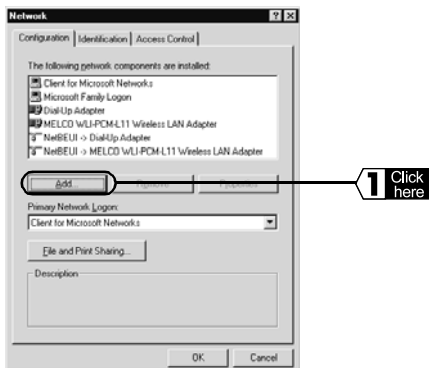 Network
Configuration Identification Access Control
The following network components are installed:
Client for Microsoft Networks
Microsoft Family Logon
Dial-Up Adapter
MELCO WLI-PCM-L11 Wireless LAN Adapter
NetBEUI -> Dial-Up Adapter
NetBEUI -> MELCO WLI-PCM-L11 Wireless LAN Adapter
Add... Remove Properties
1 Click here
Primary Network Logon:
Client for Microsoft Networks
File and Print Sharing...
Description
OK Cancel